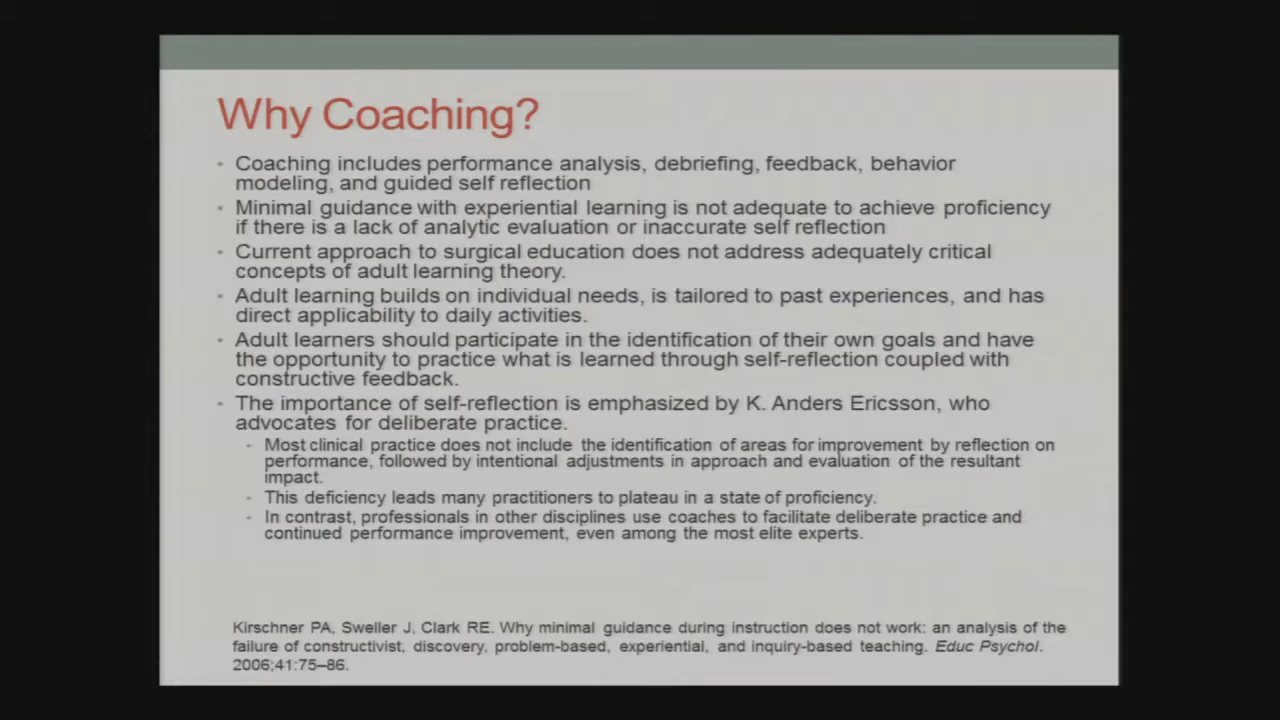 Why Coaching?
• Coaching includes performance analysis, debriefing, feedback, behavior
modeling, and guided self reflection
• Minimal guidance with experiential learning is not adequate to achieve proficiency
if there is a lack of analytic evaluation or inaccurate self reflection
• Current approach to surgical education does not address adequately critical
concepts of adult learning theory.
• Adult learning builds on individual needs, is tailored to past experiences, and has
direct applicability to daily activities.
• Adult learners should participate in the identification of their own goals and have
the opportunity to practice what is learned through self-reflection coupled with
constructive feedback.
• The importance of self-reflection is emphasized by K. Anders Ericsson, who
advocates for deliberate practice.
• Most clinical practice does not include the identification of areas for improvement by reflection on
performance, followed by intentional adjustments in approach and evaluation of the resultant
impact.
• This deficiency leads many practitioners to plateau in a state of proficiency.
• In contrast, professionals in other disciplines use coaches to facilitate deliberate practice and
continued performance improvement, even among the most elite experts.
Kirschner PA, Sweller J, Clark RE. Why minimal guidance during instruction does not work: an analysis of the
failure of constructivist, discovery, problem-based, experiential, and inquiry-based teaching. Educ Psychol.
2006;41:75–86.